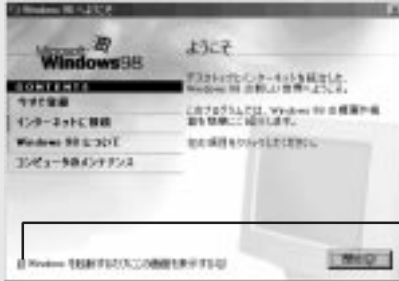 Windows 98 へようこそ
Microsoft
Windows98
ようこそ
CONTENTS
デスクトップとインターネットを統合した、
Windows 98 の新しい世界へようこそ。
今すぐ登録
このプログラムでは、Windows 98 の概要や機
能を簡単にご紹介します。
インターネットに接続
Windows 98 について
左の項目をクリックしてください。
コンピュータのメンテナンス
Windows を起動するたびにこの画面を表示する
開始